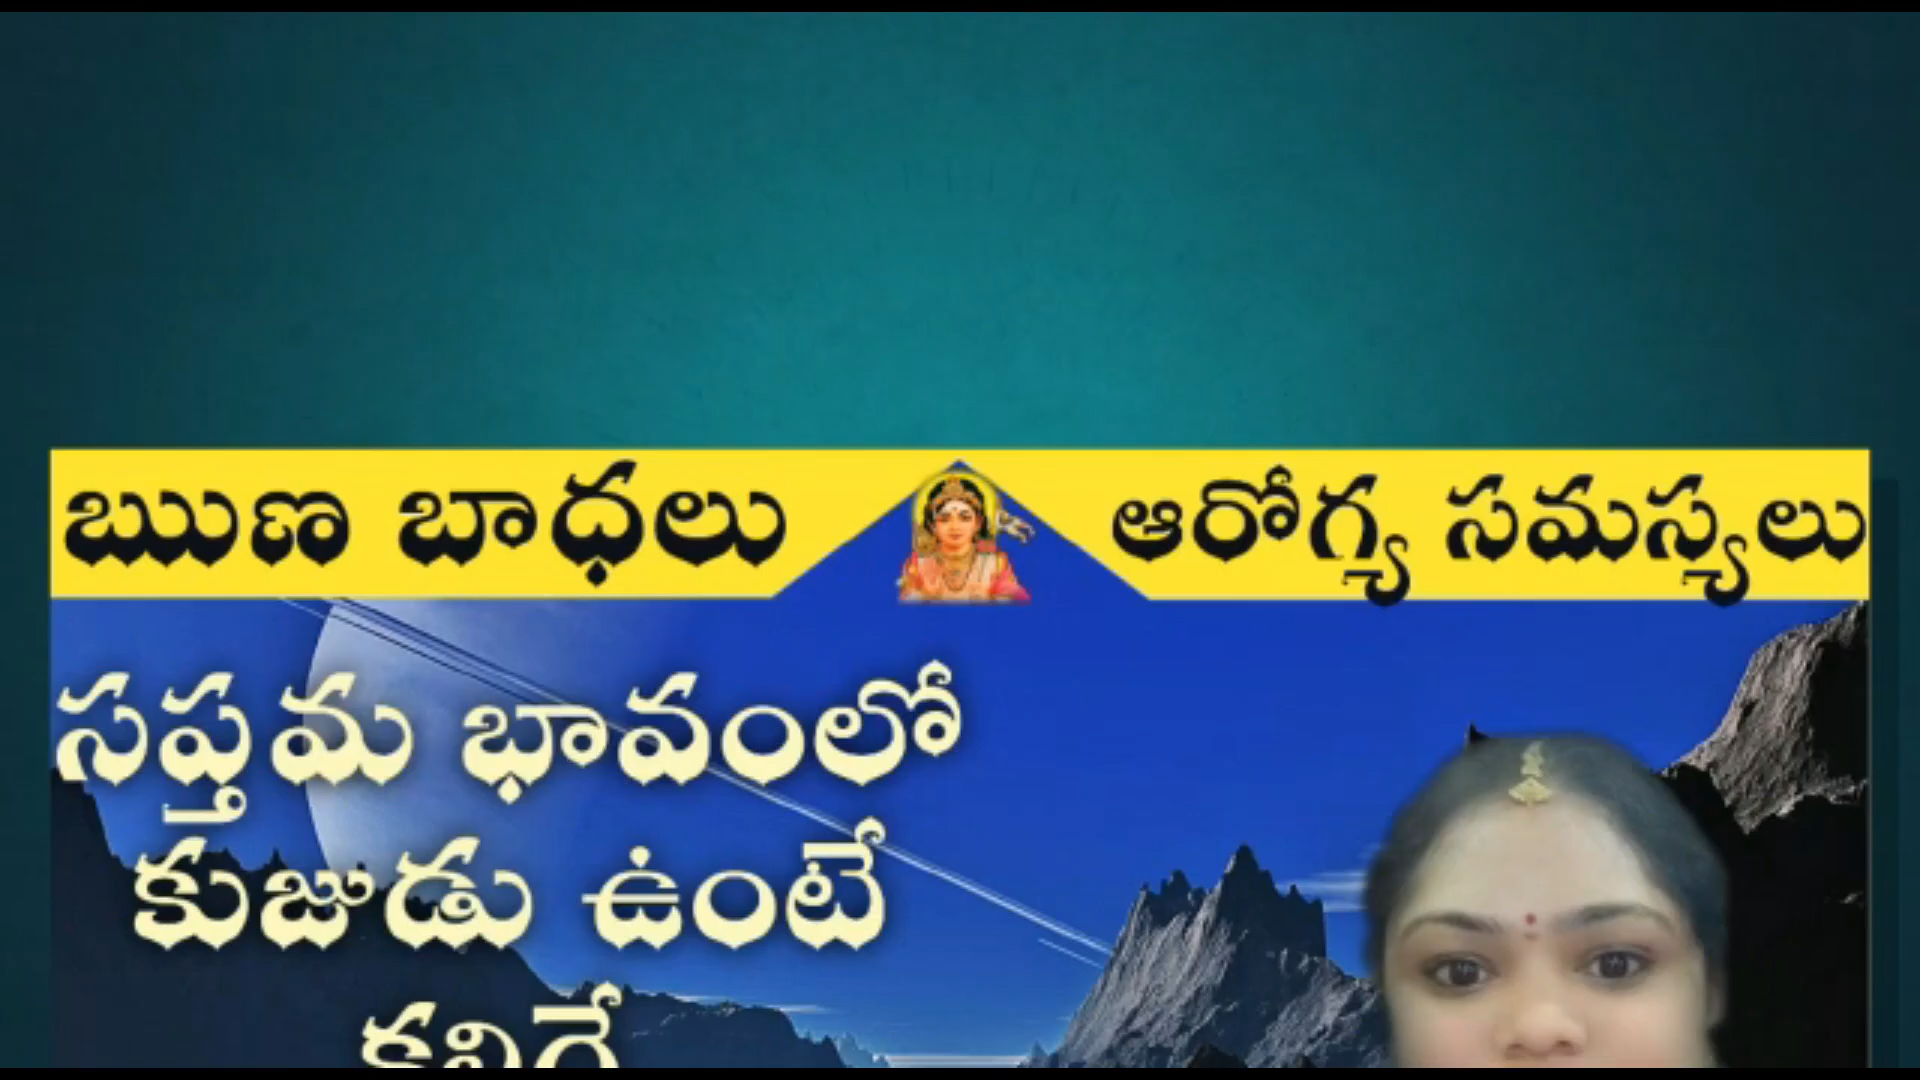 ఋణ బాధలు
ఆరోగ్య సమస్యలు
సప్తమ భావంలో
కుజుడు ఉంటే